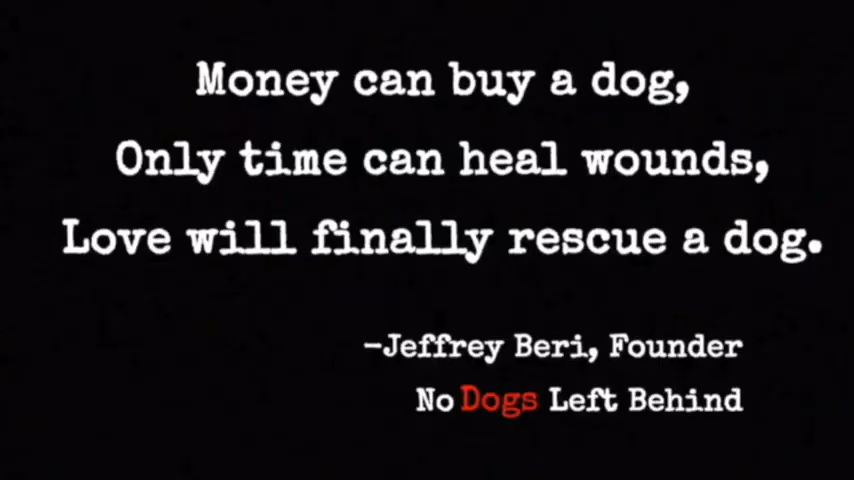 Money can buy a dog,
Only time can heal wounds,
Love will finally rescue a dog.
-Jeffrey Beri, Founder
No Dogs Left Behind